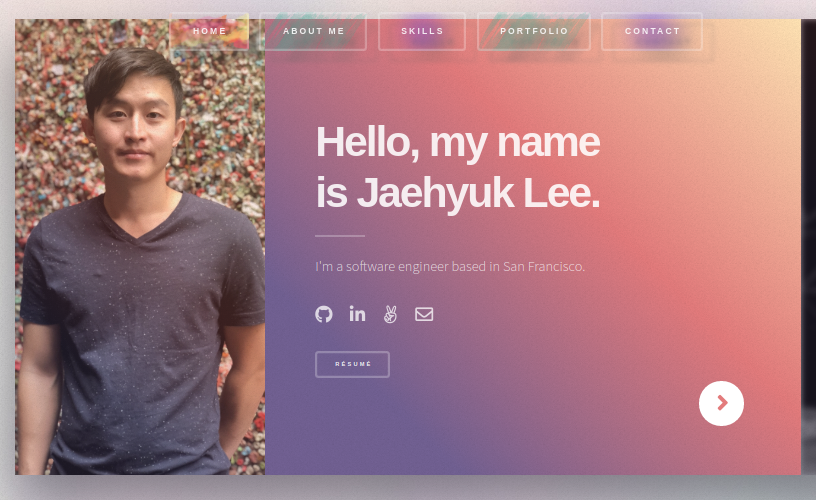 HOME ABOUT ME SKILLS PORTFOLIO CONTACT
Hello, my name
is Jaehyuk Lee.
I'm a software engineer based in San Francisco.
RÉSUMÉ